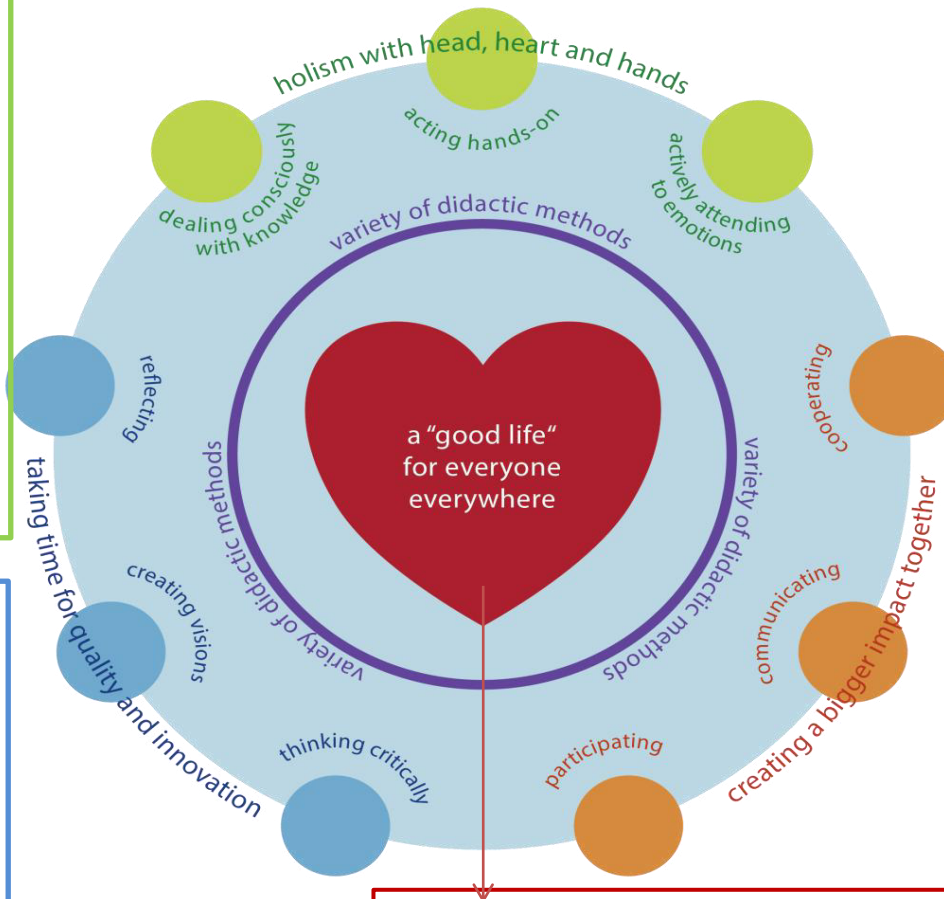 holism with head, heart and hands
acting hands-on
dealing consciously
with knowledge
actively attending
to emotions
variety of didactic methods
reflecting
cooperating
a “good life“
for everyone
everywhere
variety of didactic methods
variety of didactic methods
taking time for quality and innovation
creating visions
communicating
creating a bigger impact together
thinking critically
participating